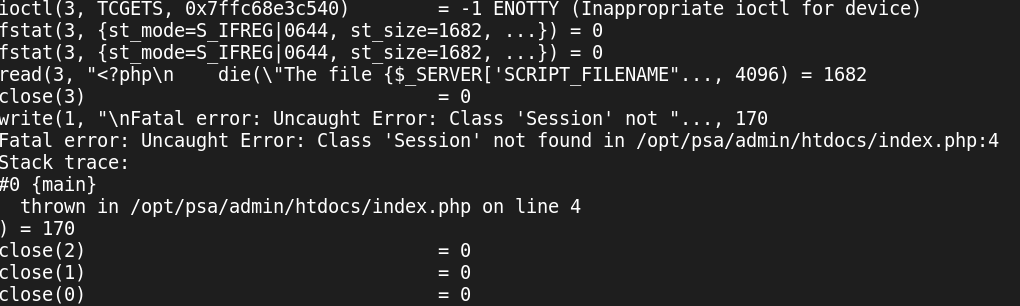 ioctl(3, TCGETS, 0x7ffc68e3c540)        = -1 ENOTTY (Inappropriate ioctl for device)
fstat(3, {st_mode=S_IFREG|0644, st_size=1682, ...}) = 0
fstat(3, {st_mode=S_IFREG|0644, st_size=1682, ...}) = 0
read(3, "<?php\n    die(\"The file {$_SERVER['SCRIPT_FILENAME"..., 4096) = 1682
close(3)                                = 0
write(1, "\nFatal error: Uncaught Error: Class 'Session' not "..., 170
Fatal error: Uncaught Error: Class 'Session' not found in /opt/psa/admin/htdocs/index.php:4
Stack trace:
#0 {main}
  thrown in /opt/psa/admin/htdocs/index.php on line 4
) = 170
close(2)                                = 0
close(1)                                = 0
close(0)                                = 0